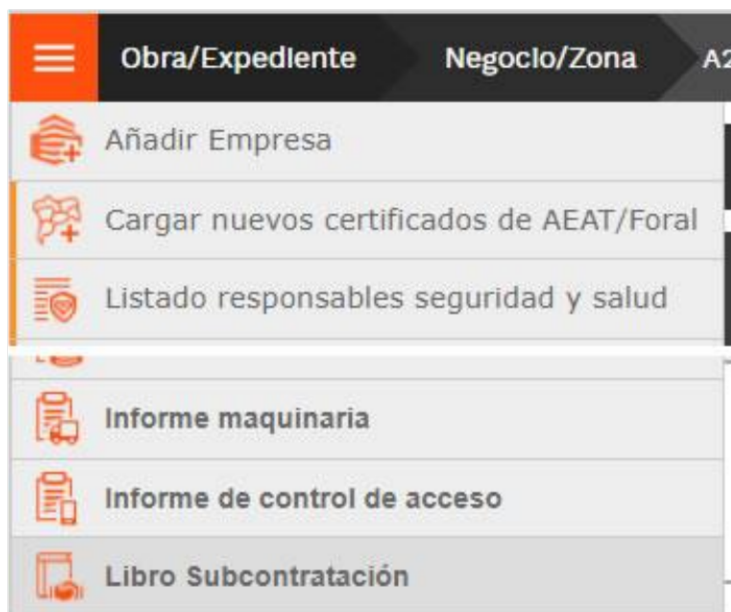 Obra/Expediente Negocio/Zona A2
Añadir Empresa
Cargar nuevos certificados de AEAT/Foral
Listado responsables seguridad y salud
Informe maquinaria
Informe de control de acceso
Libro Subcontratación